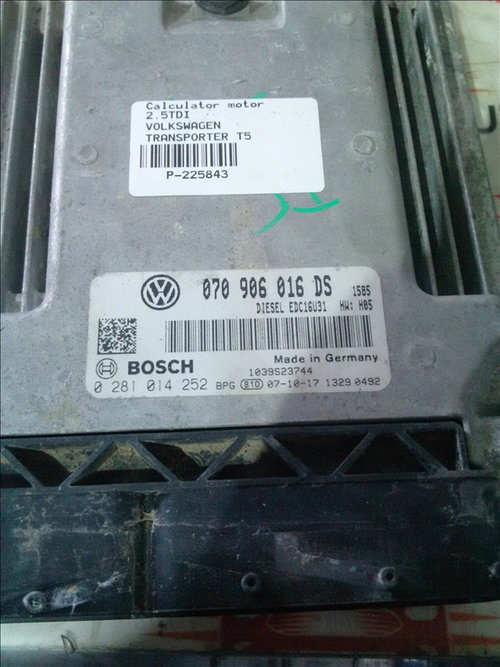 Calculator motor
2.5TDI
VOLKSWAGEN
TRANSPORTER T5
P-225843
070 906 016 DS 1S05
DIESEL EDC16U31 HW: H05
BOSCH Made in Germany
1039S23744
0 281 014 252 BPG 810 07-10-17 1329 0492